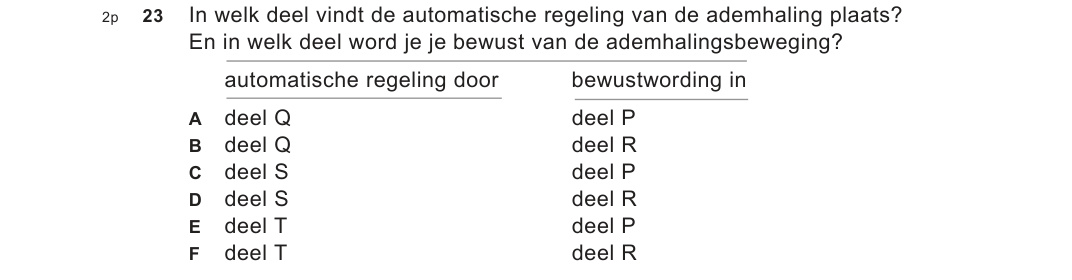 2p 23 In welk deel vindt de automatische regeling van de ademhaling plaats?
En in welk deel word je je bewust van de ademhalingsbeweging?
automatische regeling door bewustwording in
A deel Q deel P
B deel Q deel R
C deel S deel P
D deel S deel R
E deel T deel P
F deel T deel R